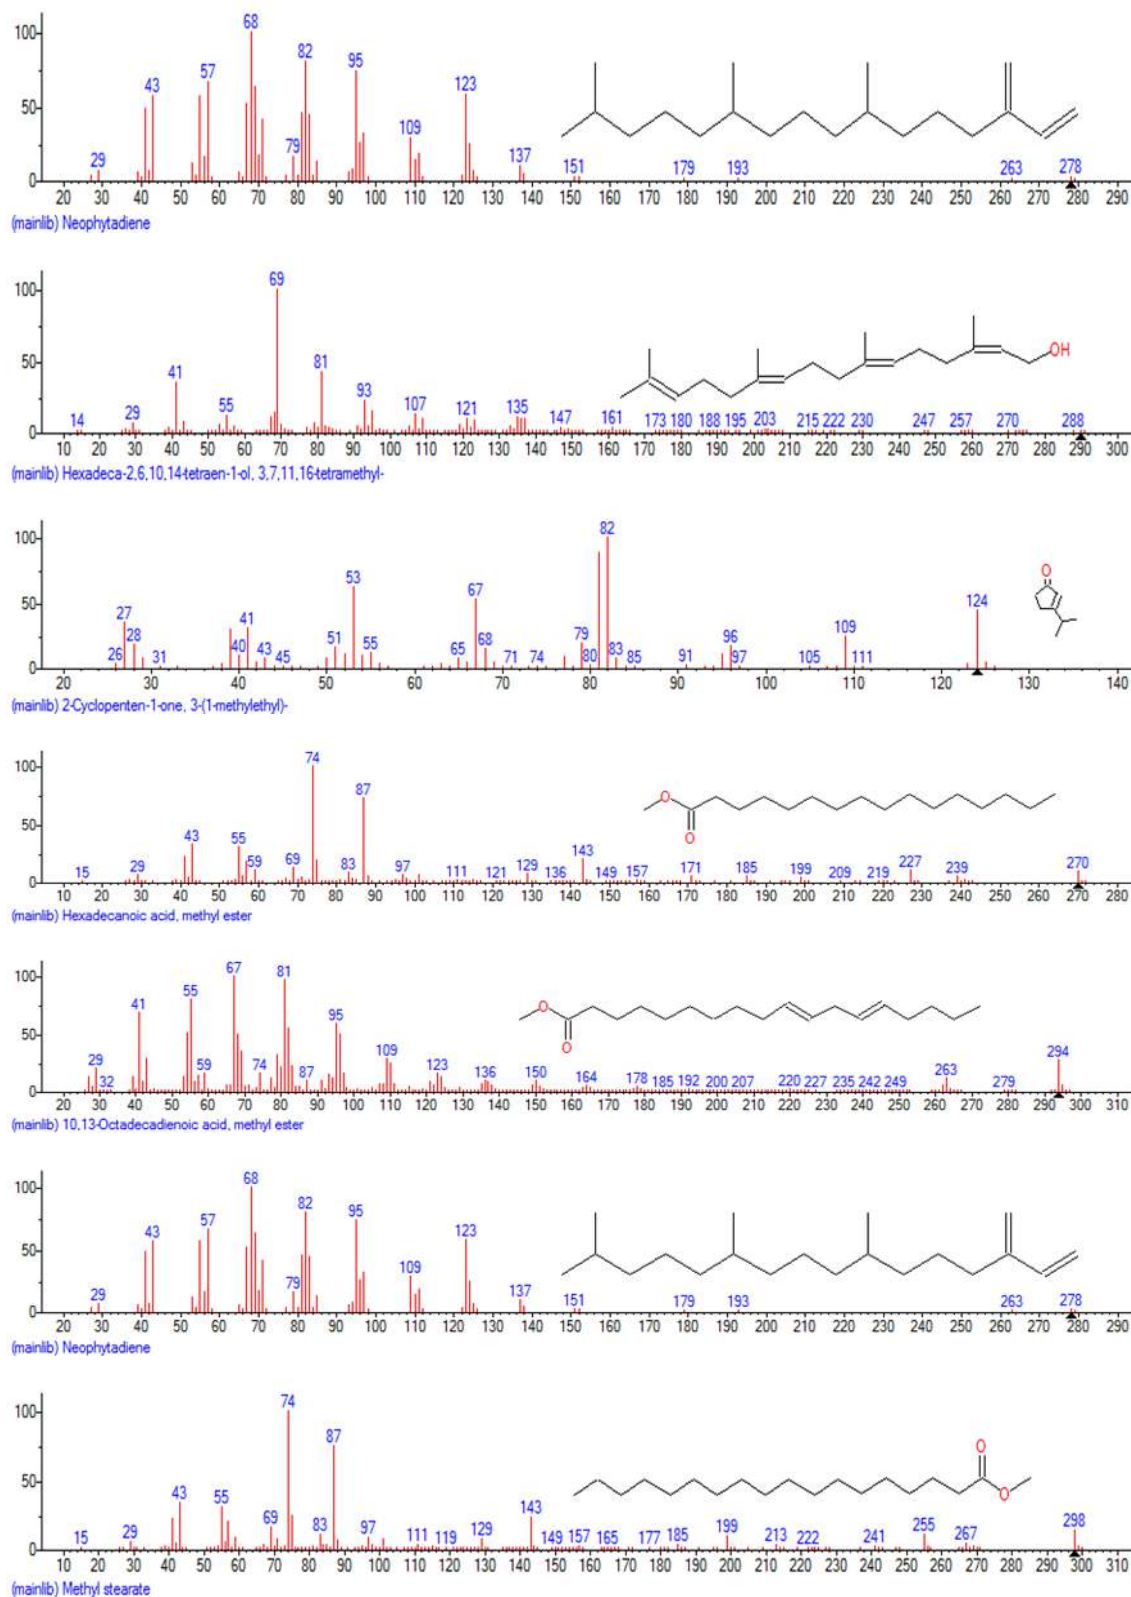 100 68 82 95 57 43 123 50 109 79 29 137 151 179 193 263 278
0
20 30 40 50 60 70 80 90 100 110 120 130 140 150 160 170 180 190 200 210 220 230 240 250 260 270 280 290
(mainlib) Neophytadiene
100 69 OH
50 81 41 93
14 29 55 107 121 135 147 161 173 180 188 195 203 215 222 230 247 257 270 288
0
20 30 40 50 60 70 80 90 100 110 120 130 140 150 160 170 180 190 200 210 220 230 240 250 260 270 280 290 300
(mainlib) Hexadeca-2,6,10,14-tetraen-1-ol, 3,7,11,16-tetramethyl-
100 82 O
50 53 67 124
27 28 26 31 41 40 43 45 51 55 65 68 71 74 79 80 83 85 91 96 97 105 109 111
0
20 30 40 50 60 70 80 90 100 110 120 130 140
(mainlib) 2-Cyclopenten-1-one, 3-(1-methylethyl)-
100 74 87 O O
50 43 55 143
15 29 59 69 83 97 111 121 129 136 149 157 171 185 199 209 219 227 239 270
0
10 20 30 40 50 60 70 80 90 100 110 120 130 140 150 160 170 180 190 200 210 220 230 240 250 260 270 280
(mainlib) Hexadecanoic acid, methyl ester
100 67 81 O O
50 41 55 95
29 32 59 74 87 109 123 136 150 164 178 185 192 200 207 220 227 235 242 249 263 279 294
0
20 30 40 50 60 70 80 90 100 110 120 130 140 150 160 170 180 190 200 210 220 230 240 250 260 270 280 290 300 310
(mainlib) 10,13-Octadecadienoic acid, methyl ester
100 68 82 95 57 43 123 50 109 79 29 137 151 179 193 263 278
0
20 30 40 50 60 70 80 90 100 110 120 130 140 150 160 170 180 190 200 210 220 230 240 250 260 270 280 290
(mainlib) Neophytadiene
100 74 87 O O
50 43 55 143
15 29 69 83 97 111 119 129 149 157 165 177 185 199 213 222 241 255 267 298
0
10 20 30 40 50 60 70 80 90 100 110 120 130 140 150 160 170 180 190 200 210 220 230 240 250 260 270 280 290 300 310
(mainlib) Methyl stearate